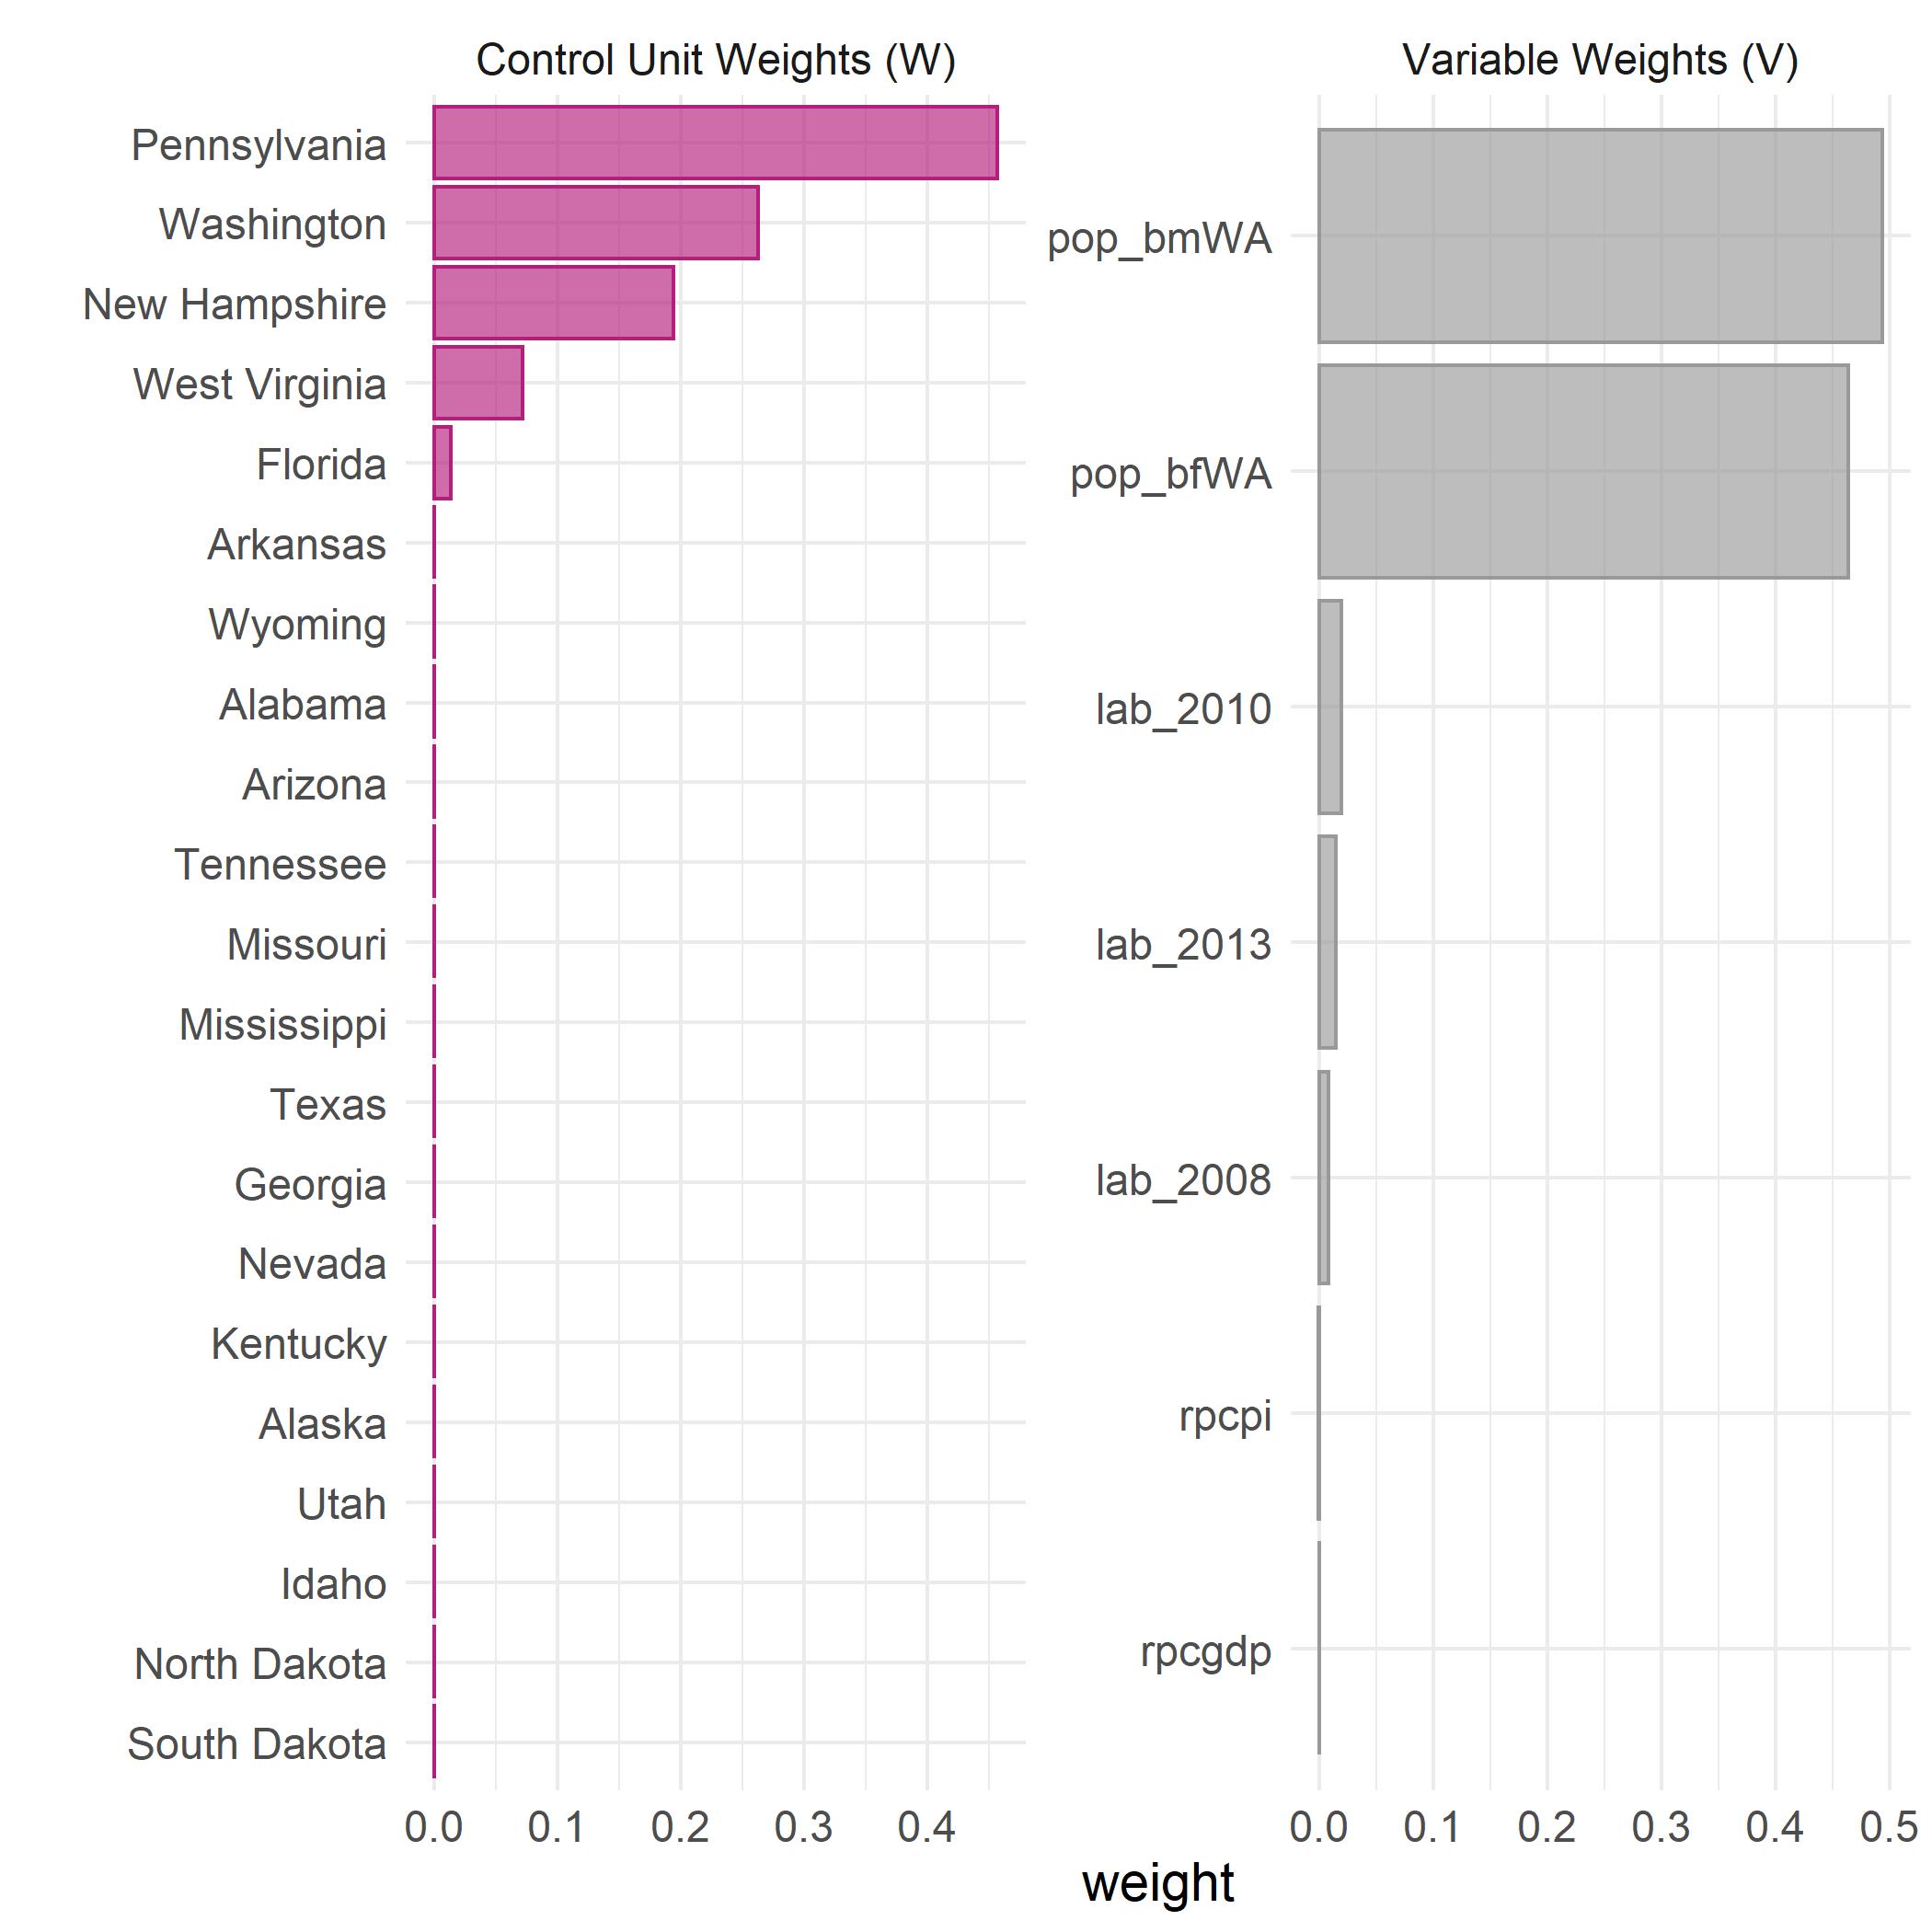 Control Unit Weights (W)
Pennsylvania
Washington
New Hampshire
West Virginia
Florida
Arkansas
Wyoming
Alabama
Arizona
Tennessee
Missouri
Mississippi
Texas
Georgia
Nevada
Kentucky
Alaska
Utah
Idaho
North Dakota
South Dakota
0.0 0.1 0.2 0.3 0.4
Variable Weights (V)
pop_bmWA
pop_bfWA
lab_2010
lab_2013
lab_2008
rpcpi
rpcgdp
0.0 0.1 0.2 0.3 0.4 0.5
weight